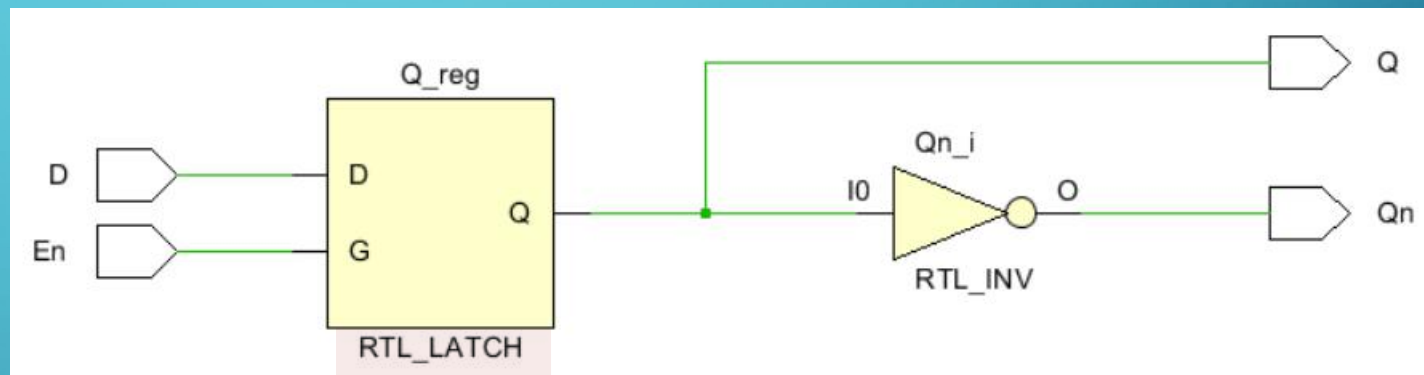 Q_reg
Q
D
D
Q
Qn_i
I0
O
Qn
En
G
RTL_INV
RTL_LATCH